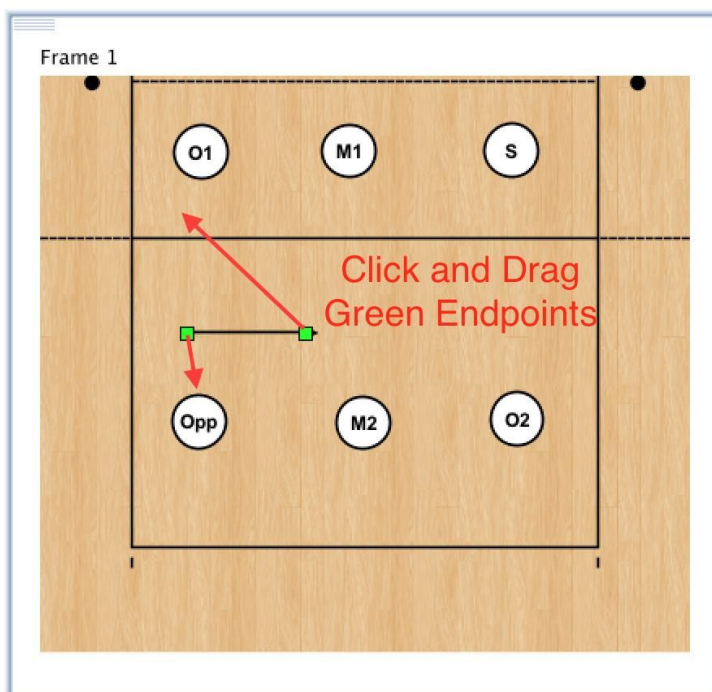 Frame 1
O1 M1 S
Click and Drag
Green Endpoints
Opp M2 O2